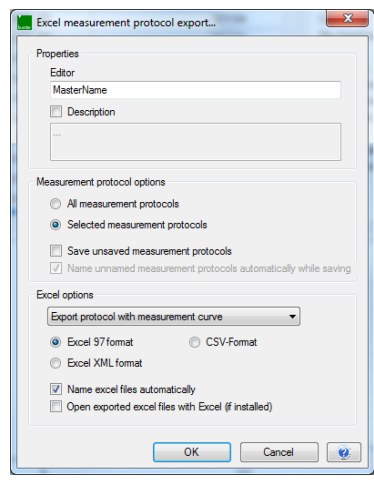 Excel measurement protocol export...
Properties
Editor
MasterName
Description
...
Measurement protocol options
All measurement protocols
Selected measurement protocols
Save unsaved measurement protocols
Name unnamed measurement protocols automatically while saving
Excel options
Export protocol with measurement curve
Excel 97 format CSV-Format
Excel XML format
Name excel files automatically
Open exported excel files with Excel (if installed)
OK Cancel ?